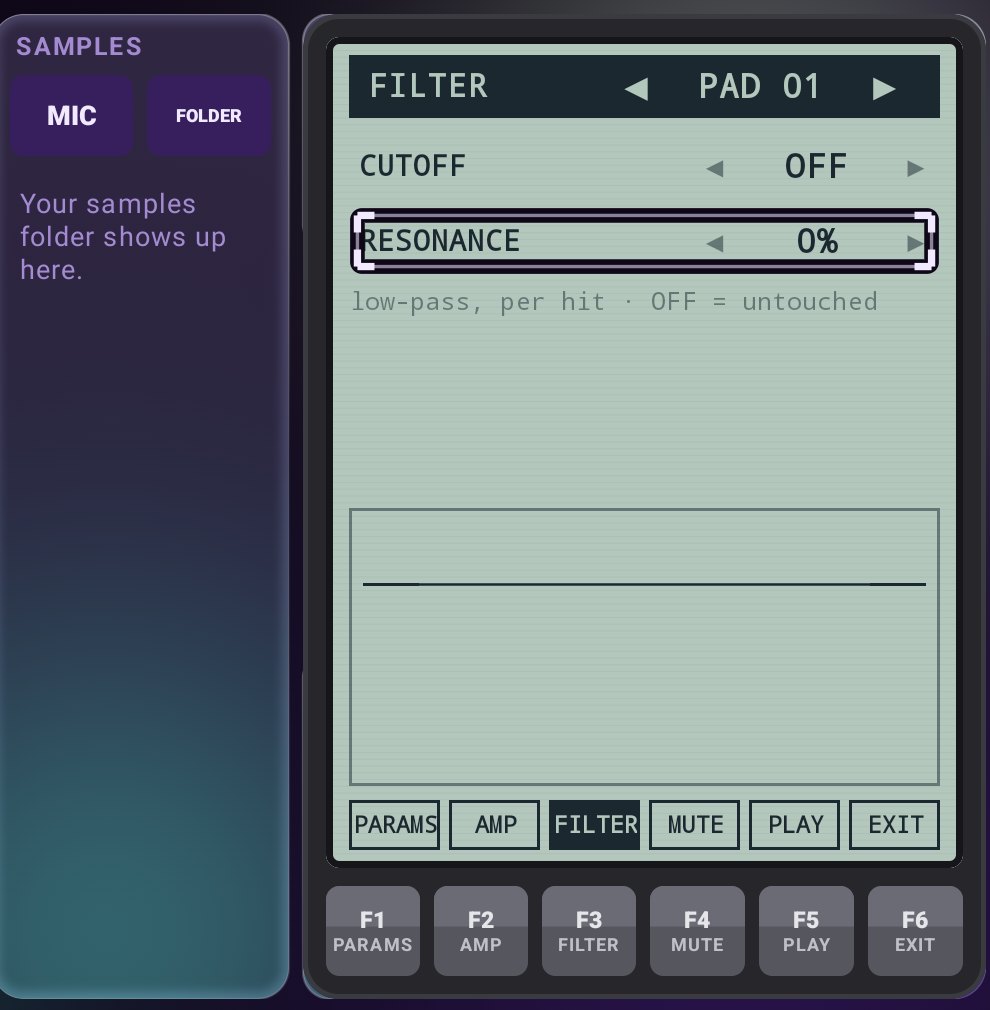 SAMPLES
MIC
FOLDER
Your samples
folder shows up
here.
FILTER ◀ PAD 01 ▶
CUTOFF ◀ OFF ▶
RESONANCE ◀ 0% ▶
low-pass, per hit · OFF = untouched
PARAMS AMP FILTER MUTE PLAY EXIT
F1 F2 F3 F4 F5 F6
PARAMS AMP FILTER MUTE PLAY EXIT